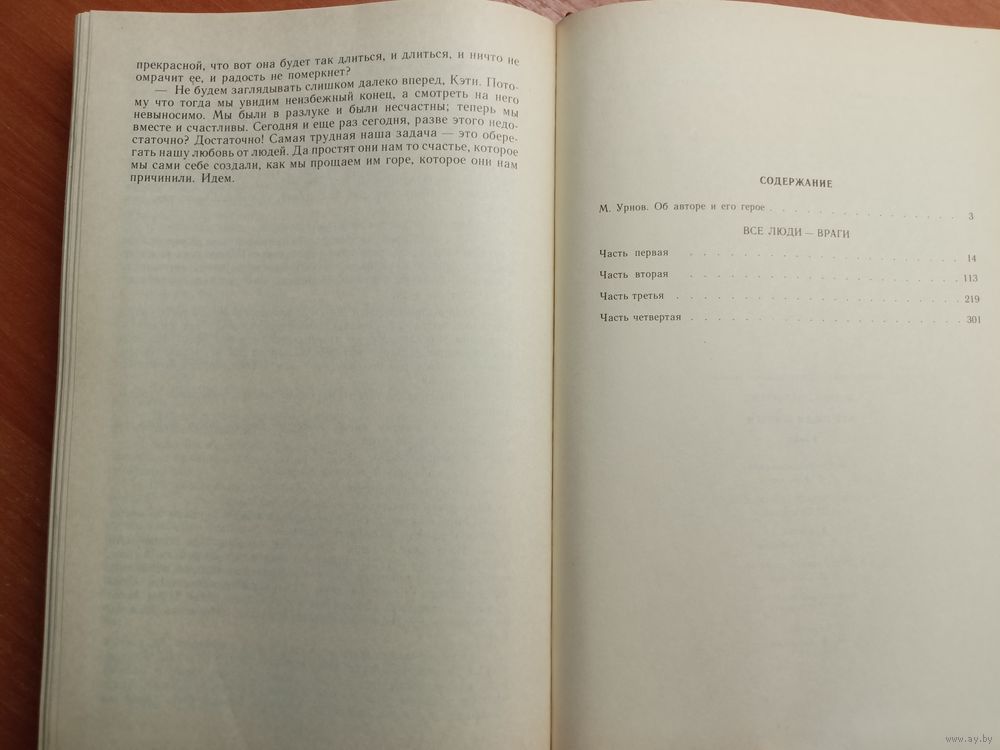 прекрасной, что вот она будет так длиться, и длиться, и ничто не
омрачит ее, и радость не померкнет?
— Не будем заглядывать слишком далеко вперед, Кэти. Пото-
му что тогда мы увидим неизбежный конец, а смотреть на него
невыносимо. Мы были в разлуке и были несчастны; теперь мы
вместе и счастливы. Сегодня и еще раз сегодня, разве этого недо-
статочно? Достаточно! Самая трудная наша задача — это обере-
гать нашу любовь от людей. Да простят они нам то счастье, которое
мы сами себе создали, как мы прощаем им горе, которое они нам
причинили. Идем.
СОДЕРЖАНИЕ
М. Урнов. Об авторе и его герое . . . . . . . . . . . . . . . 3
ВСЕ ЛЮДИ — ВРАГИ
Часть первая . . . . . . . . . . . . . . . . . . . . . 14
Часть вторая . . . . . . . . . . . . . . . . . . . . . 113
Часть третья . . . . . . . . . . . . . . . . . . . . . 219
Часть четвертая . . . . . . . . . . . . . . . . . . . . . 301
www.ay.by